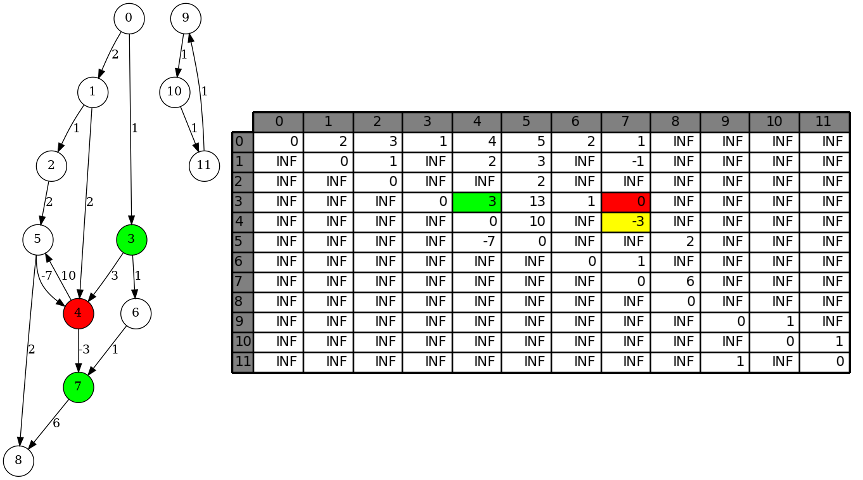 0
9
2
1
1
10
1
1
1
1
11
2
2
2
5
3
-7
10
3
1
4
6
2
-3
1
7
6
8
0 1 2 3 4 5 6 7 8 9 10 11
0 0 2 3 1 4 5 2 1 INF INF INF INF
1 INF 0 1 INF 2 3 INF -1 INF INF INF INF
2 INF INF 0 INF INF 2 INF INF INF INF INF INF
3 INF INF INF 0 3 13 1 0 INF INF INF INF
4 INF INF INF INF 0 10 INF -3 INF INF INF INF
5 INF INF INF INF -7 0 INF INF 2 INF INF INF
6 INF INF INF INF INF INF 0 1 INF INF INF INF
7 INF INF INF INF INF INF INF 0 6 INF INF INF
8 INF INF INF INF INF INF INF INF 0 INF INF INF
9 INF INF INF INF INF INF INF INF INF 0 1 INF
10 INF INF INF INF INF INF INF INF INF INF 0 1
11 INF INF INF INF INF INF INF INF INF 1 INF 0